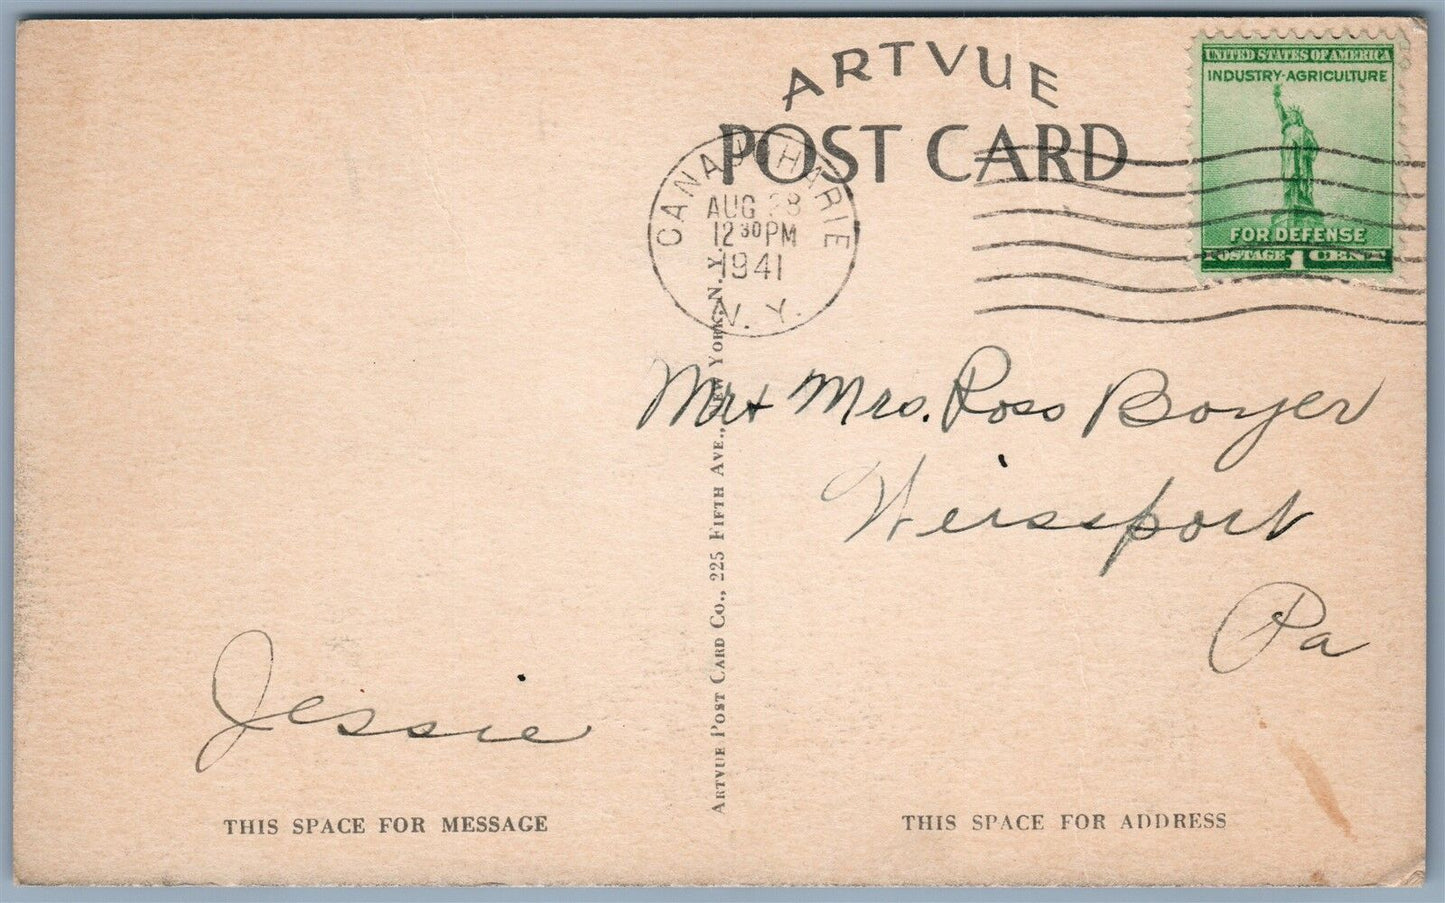 ARTVUE
POST CARD
CANAJOHARIE
AUG 28
12 30 PM
1941
N. Y.
UNITED STATES OF AMERICA
INDUSTRY-AGRICULTURE
FOR DEFENSE
POSTAGE 1 CENT
Mr + Mrs. Ross Boyer
Weissport
Pa
Jessie
ARTVUE POST CARD CO., 225 FIFTH AVE., NEW YORK, N. Y.
THIS SPACE FOR MESSAGE
THIS SPACE FOR ADDRESS